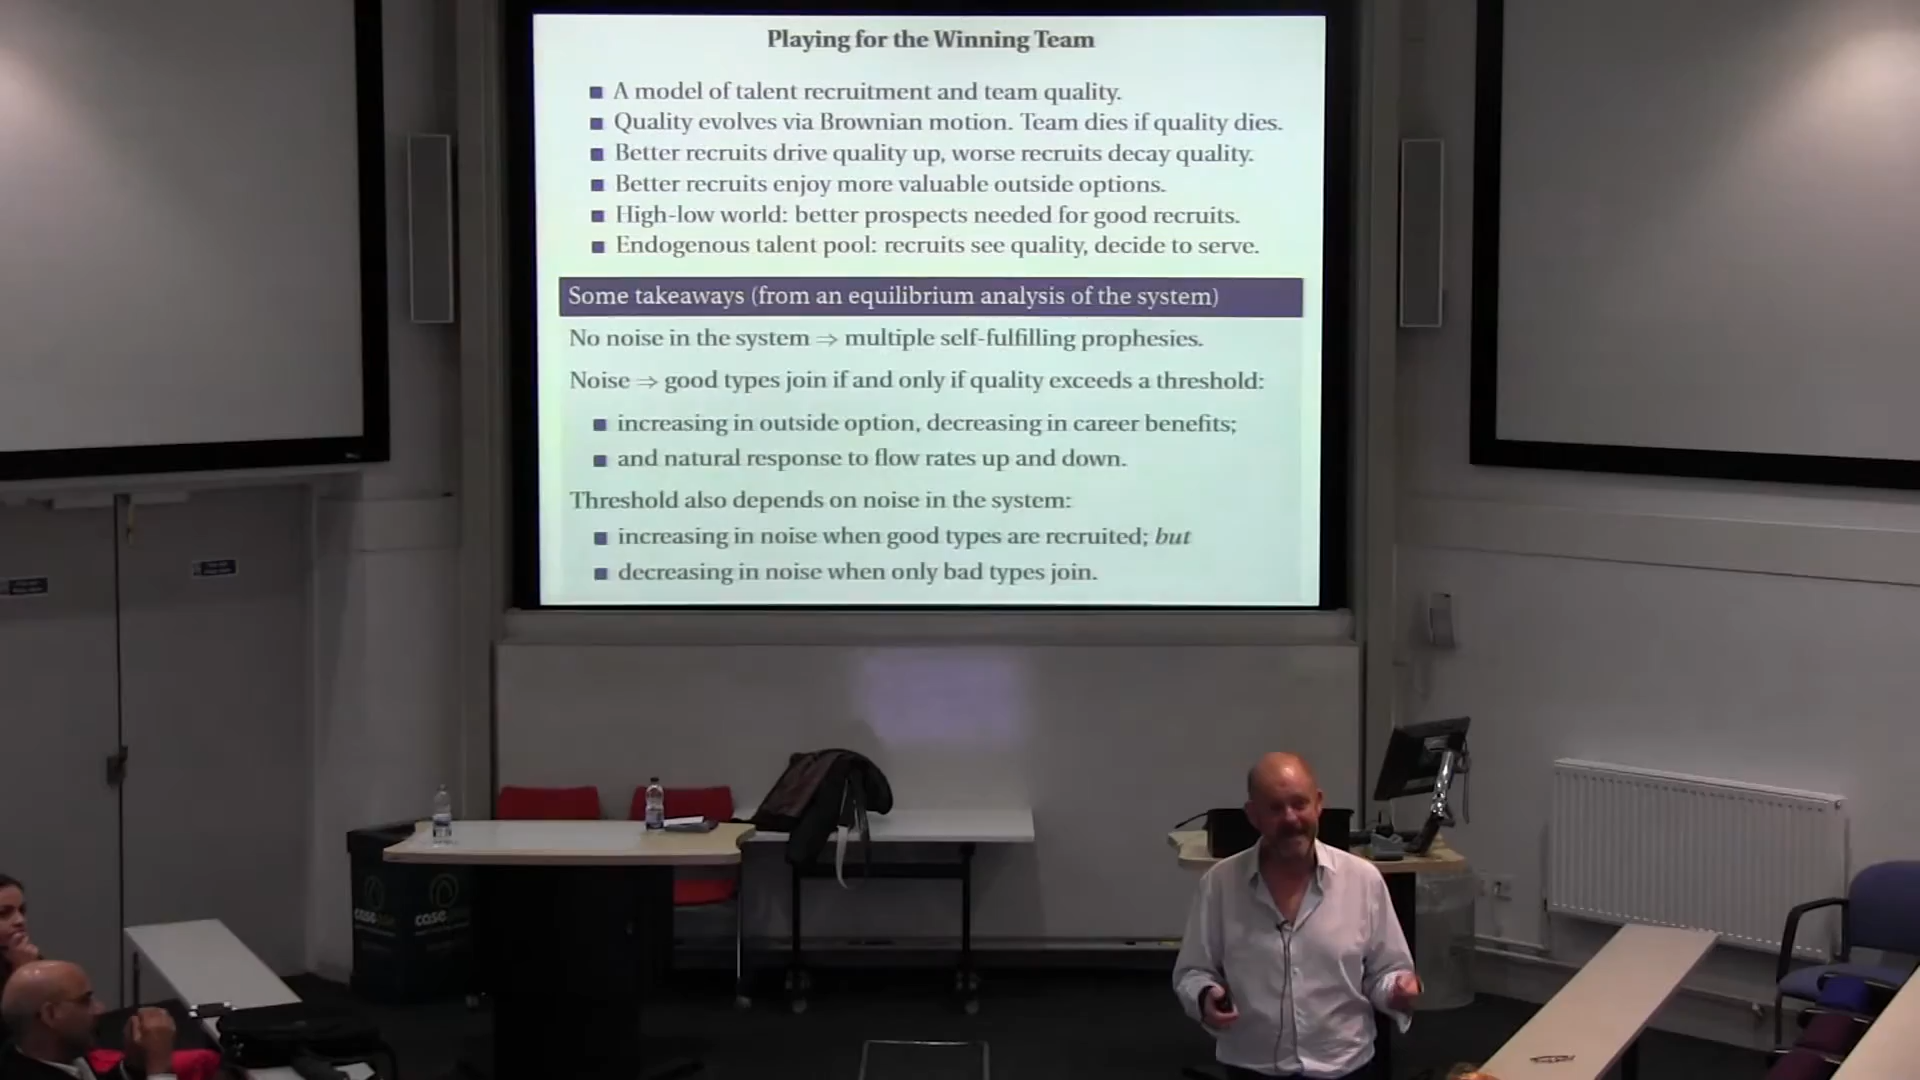 Playing for the Winning Team
A model of talent recruitment and team quality.
Quality evolves via Brownian motion. Team dies if quality dies.
Better recruits drive quality up, worse recruits decay quality.
Better recruits enjoy more valuable outside options.
High-low world: better prospects needed for good recruits.
Endogenous talent pool: recruits see quality, decide to serve.
Some takeaways (from an equilibrium analysis of the system)
No noise in the system ⇒ multiple self-fulfilling prophesies.
Noise ⇒ good types join if and only if quality exceeds a threshold:
increasing in outside option, decreasing in career benefits;
and natural response to flow rates up and down.
Threshold also depends on noise in the system:
increasing in noise when good types are recruited; but
decreasing in noise when only bad types join.